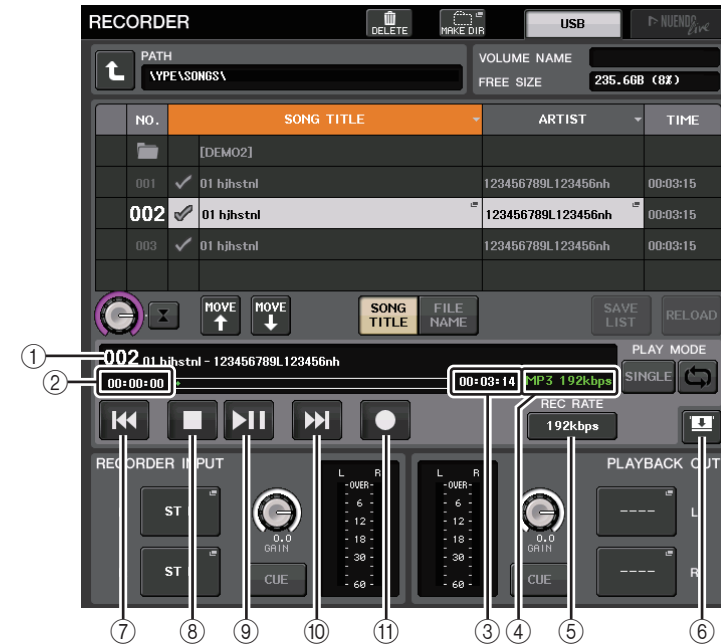 RECORDER
DELETE
MAKE DIR
USB
NUENDO Live
PATH
\YPE\SONGS\
VOLUME NAME
FREE SIZE
235.6GB (8%)
NO.
SONG TITLE
ARTIST
TIME
[DEMO2]
001 01 hjhstnl 123456789L123456nh 00:03:15
002 01 hjhstnl 123456789L123456nh 00:03:15
003 01 hjhstnl 123456789L123456nh 00:03:15
MOVE
MOVE
SONG TITLE
FILE NAME
SAVE LIST
RELOAD
① 002 01 hjhstnl - 123456789L123456nh
PLAY MODE
② 00:00:00
00:03:14
MP3 192kbps
SINGLE
REC RATE
192kbps
RECORDER INPUT
PLAYBACK OUT
ST
ST
0.0
GAIN
CUE
L R
-OVER-
6
12
18
30
60
L R
-OVER-
6
12
18
30
60
0.0
GAIN
CUE
----
L
----
R
⑦ ⑧ ⑨ ⑩ ⑪ ③ ④ ⑤ ⑥